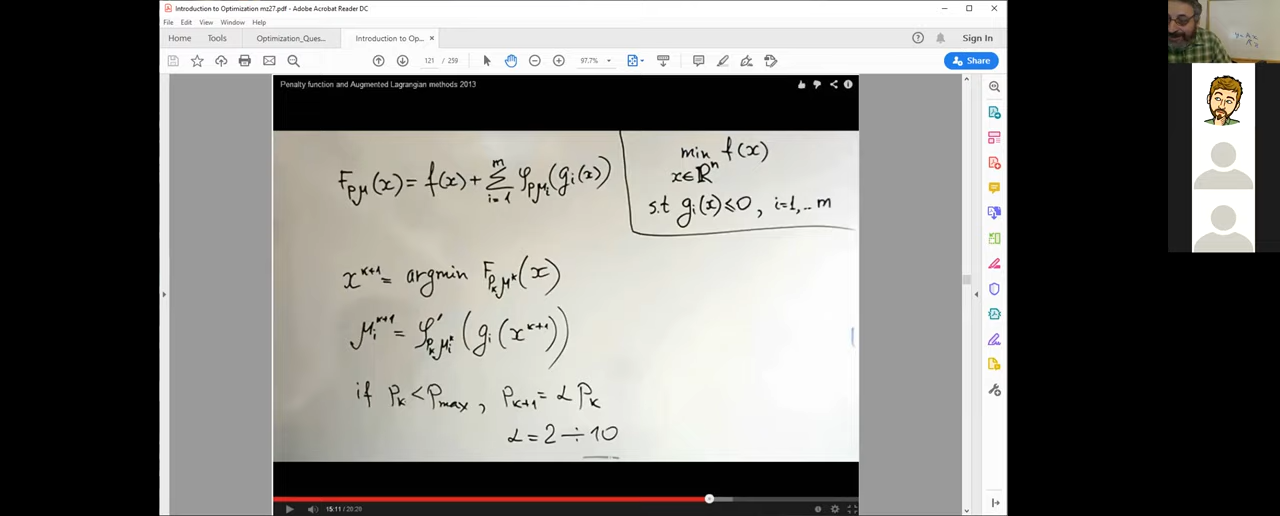 Introduction to Optimization mz27.pdf - Adobe Acrobat Reader DC
File Edit View Window Help
Home Tools Optimization_Ques... Introduction to Op... × Sign In
121 / 259 97.7% Share
Penalty function and Augmented Lagrangian methods 2013
F_{pμ}(x) = f(x) + Σ_{i=1}^{m} φ_{pμ_i}(g_i(x))
min f(x)
x∈ℝⁿ
s.t g_i(x) ≤ 0, i=1,.. m
x^{k+1} = argmin F_{p_k μ^k}(x)
μ_i^{k+1} = φ'_{p_k μ_i^k}(g_i(x^{k+1}))
if p_k < p_max, p_{k+1} = α p_k
α = 2 ÷ 10
15:11 / 20:20